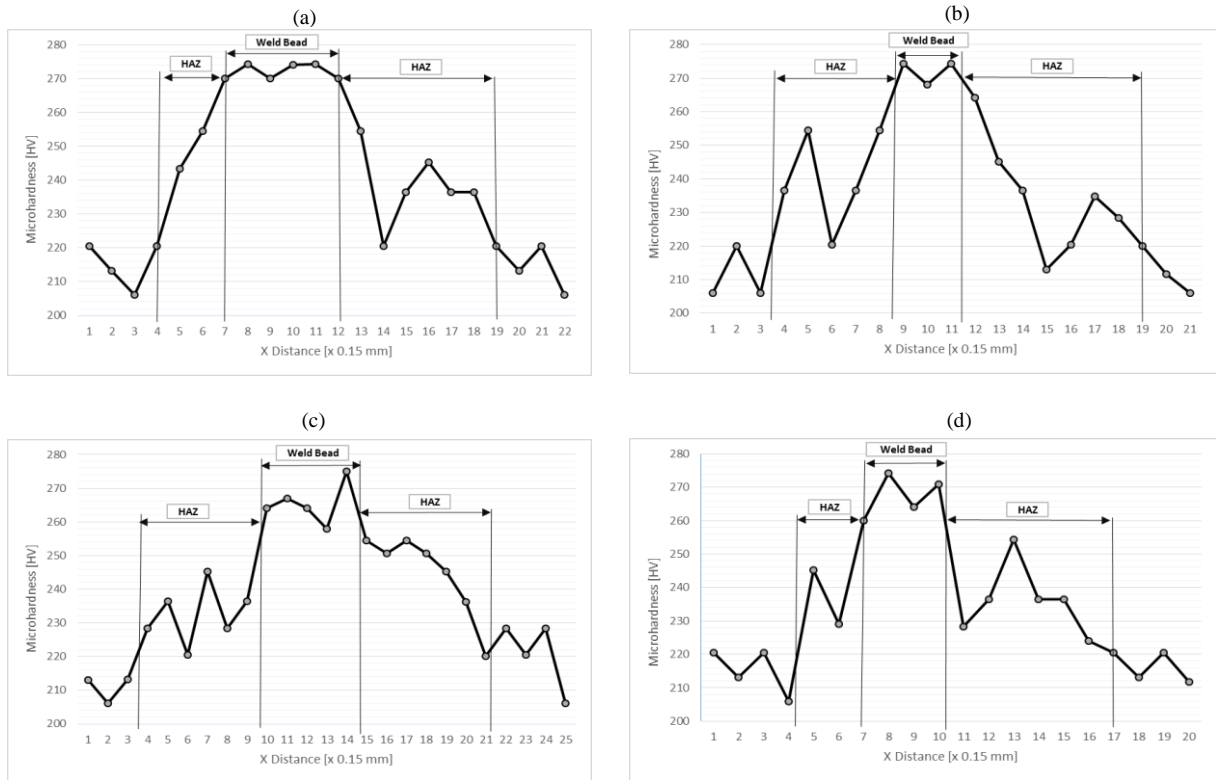 (a)
Weld Bead
HAZ
HAZ
280
270
260
250
240
230
220
210
200
Microhardness [HV]
1 2 3 4 5 6 7 8 9 10 11 12 13 14 15 16 17 18 19 20 21 22
X Distance [x 0.15 mm]
(b)
Weld Bead
HAZ
HAZ
280
270
260
250
240
230
220
210
200
Microhardness [HV]
1 2 3 4 5 6 7 8 9 10 11 12 13 14 15 16 17 18 19 20 21
X Distance [x 0.15 mm]
(c)
Weld Bead
HAZ
HAZ
280
270
260
250
240
230
220
210
200
Microhardness [HV]
1 2 3 4 5 6 7 8 9 10 11 12 13 14 15 16 17 18 19 20 21 22 23 24 25
X Distance [x 0.15 mm]
(d)
Weld Bead
HAZ
HAZ
280
270
260
250
240
230
220
210
200
Microhardness [HV]
1 2 3 4 5 6 7 8 9 10 11 12 13 14 15 16 17 18 19 20
X Distance [x 0.15 mm]